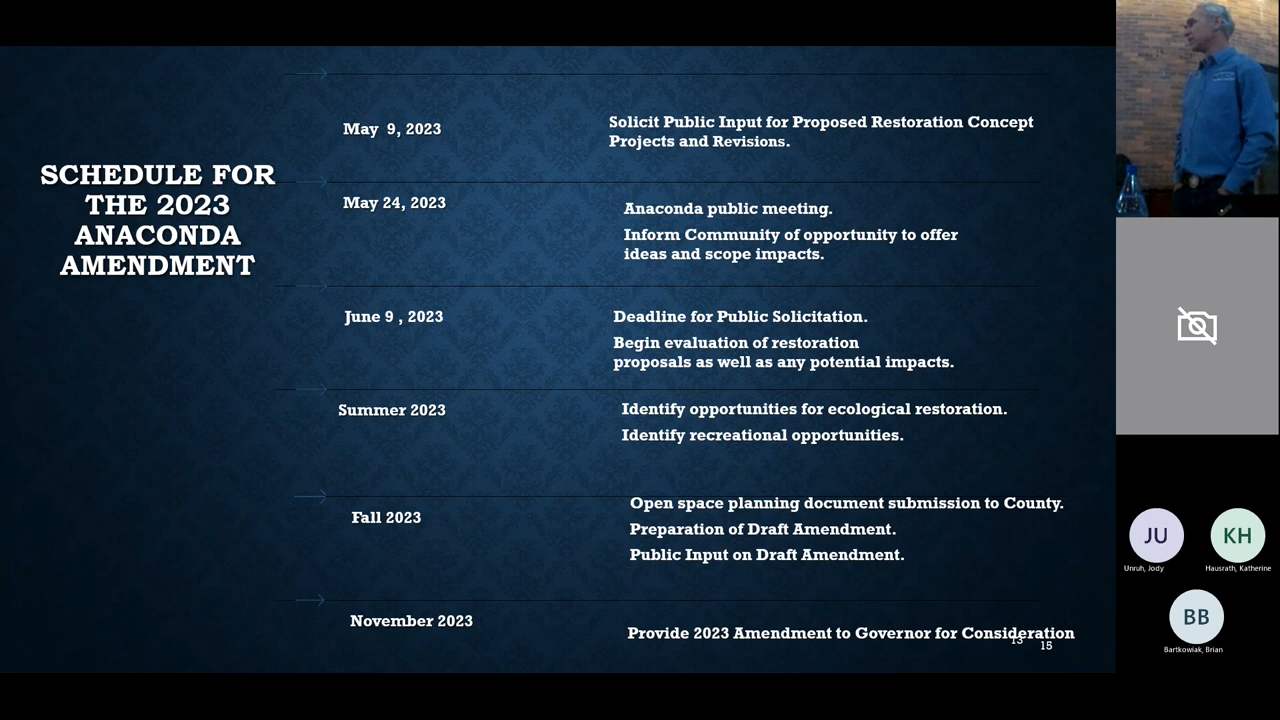 SCHEDULE FOR
THE 2023
ANACONDA
AMENDMENT
May 9, 2023
Solicit Public Input for Proposed Restoration Concept
Projects and Revisions.
May 24, 2023
Anaconda public meeting.
Inform Community of opportunity to offer
ideas and scope impacts.
June 9 , 2023
Deadline for Public Solicitation.
Begin evaluation of restoration
proposals as well as any potential impacts.
Summer 2023
Identify opportunities for ecological restoration.
Identify recreational opportunities.
Fall 2023
Open space planning document submission to County.
Preparation of Draft Amendment.
Public Input on Draft Amendment.
November 2023
Provide 2023 Amendment to Governor for Consideration
13
15
JU
Unruh, Jody
KH
Hausrath, Katherine
BB
Bartkowiak, Brian